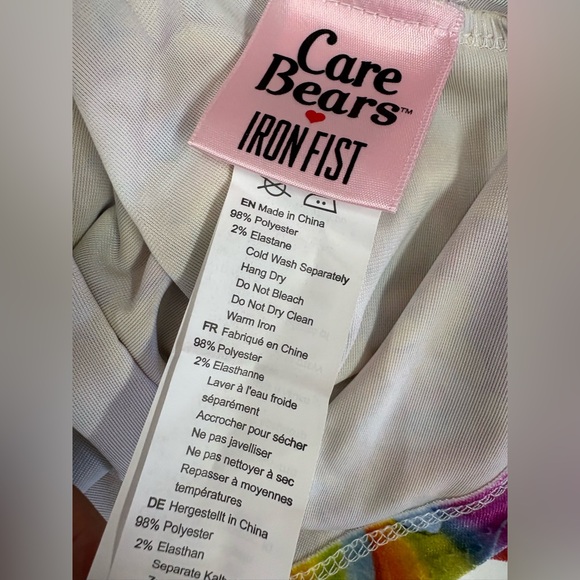 Care
Bears™
IRON FIST
EN Made in China
98% Polyester
2% Elastane
Cold Wash Separately
Hang Dry
Do Not Bleach
Do Not Dry Clean
Warm Iron
FR Fabriqué en Chine
98% Polyester
2% Elasthanne
Laver à l'eau froide
séparément
Accrocher pour sécher
Ne pas javelliser
Ne pas nettoyer à sec
Repasser à moyennes
températures
DE Hergestellt in China
98% Polyester
2% Elasthan
Separate